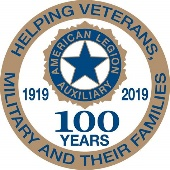 HELPING VETERANS,
MILITARY AND THEIR FAMILIES
AMERICAN LEGION
AUXILIARY
1919 2019
100
YEARS